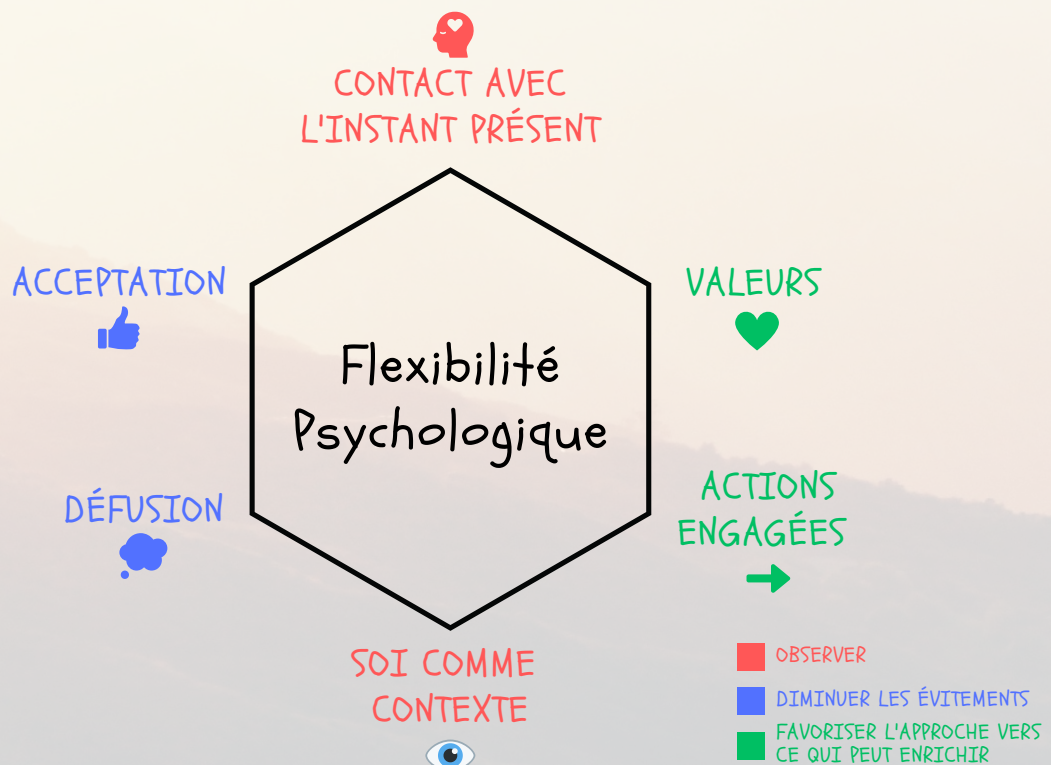 CONTACT AVEC
L'INSTANT PRÉSENT
ACCEPTATION
VALEURS
Flexibilité
Psychologique
DÉFUSION
ACTIONS
ENGAGÉES
SOI COMME
CONTEXTE
OBSERVER
DIMINUER LES ÉVITEMENTS
FAVORISER L'APPROCHE VERS
CE QUI PEUT ENRICHIR